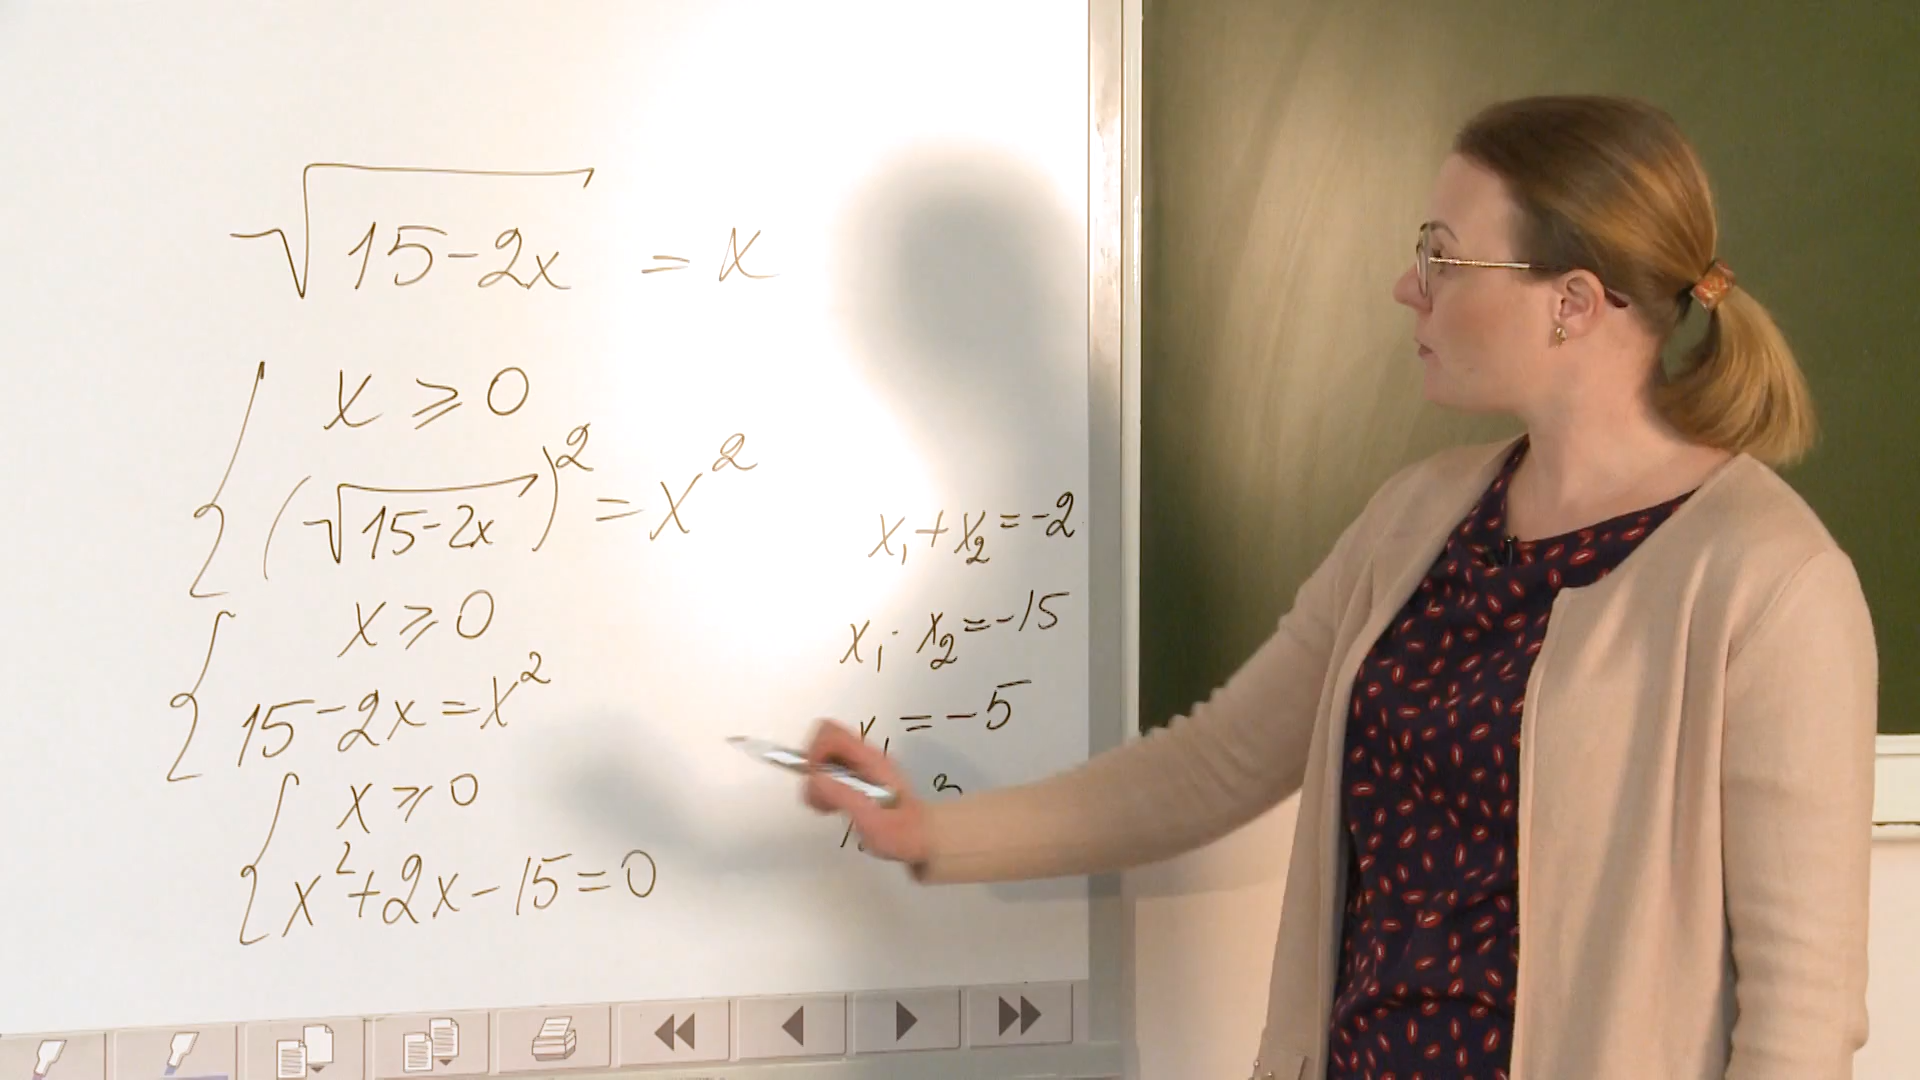 √(15-2x) = x
{ x ⩾ 0
(√(15-2x))² = x²
{ x ⩾ 0
15-2x=x²
{ x ⩾ 0
x²+2x-15=0
x₁+x₂=-2
x₁·x₂=-15
x₁=-5